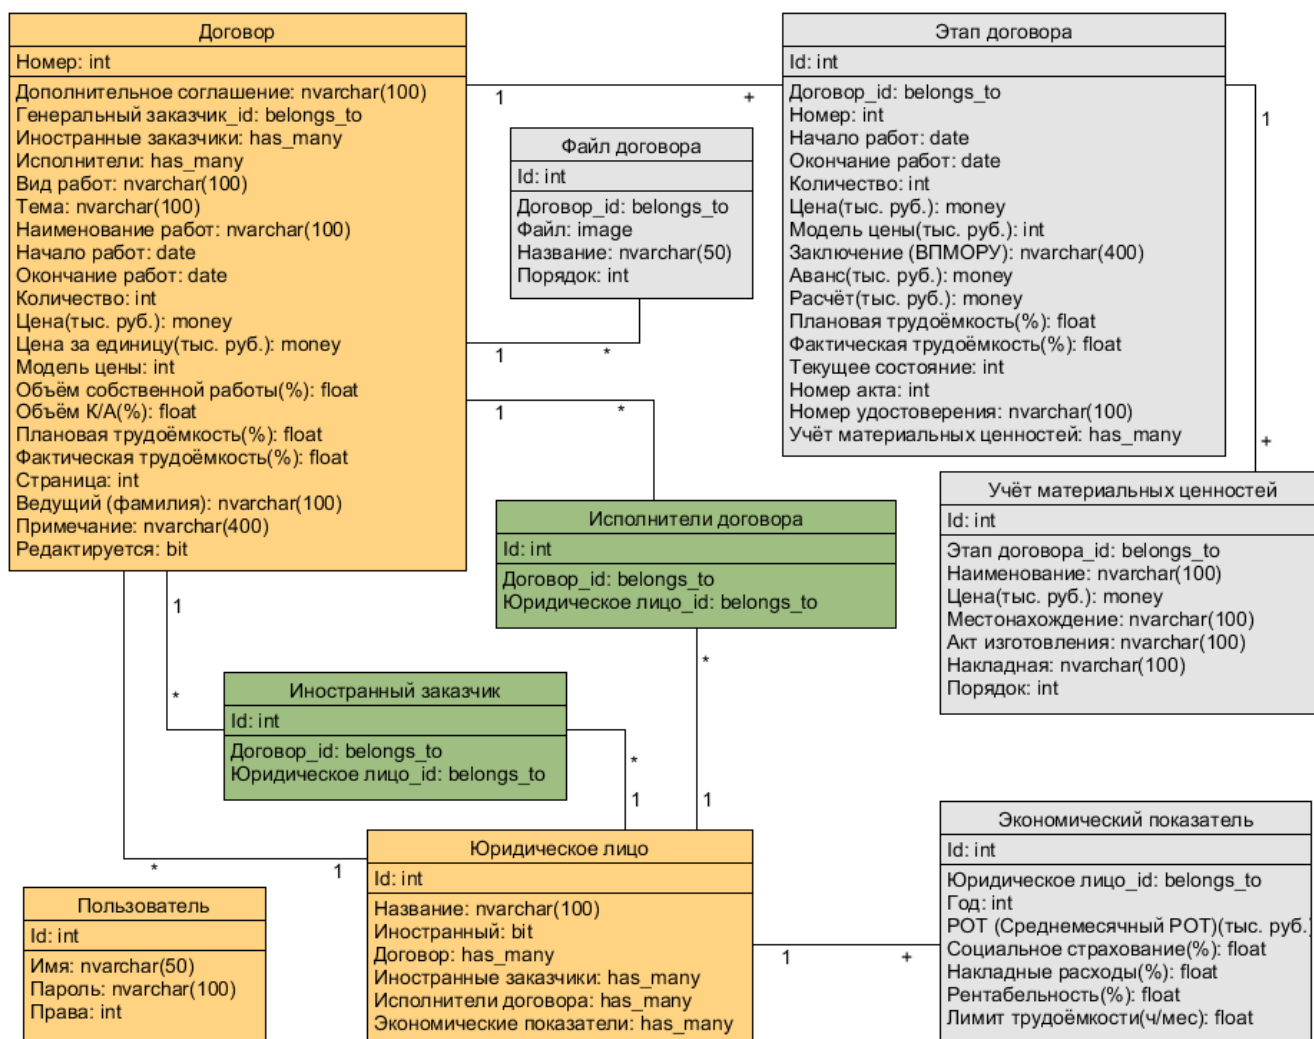 Договор
Номер: int
Дополнительное соглашение: nvarchar(100)
Генеральный заказчик_id: belongs_to
Иностранные заказчики: has_many
Исполнители: has_many
Вид работ: nvarchar(100)
Тема: nvarchar(100)
Наименование работ: nvarchar(100)
Начало работ: date
Окончание работ: date
Количество: int
Цена(тыс. руб.): money
Цена за единицу(тыс. руб.): money
Модель цены: int
Объём собственной работы(%): float
Объём К/А(%): float
Плановая трудоёмкость(%): float
Фактическая трудоёмкость(%): float
Страница: int
Ведущий (фамилия): nvarchar(100)
Примечание: nvarchar(400)
Редактируется: bit
1
+
Файл договора
Id: int
Договор_id: belongs_to
Файл: image
Название: nvarchar(50)
Порядок: int
1
*
1
*
Этап договора
Id: int
Договор_id: belongs_to
Номер: int
Начало работ: date
Окончание работ: date
Количество: int
Цена(тыс. руб.): money
Модель цены(тыс. руб.): int
Заключение (ВПМОРУ): nvarchar(400)
Аванс(тыс. руб.): money
Расчёт(тыс. руб.): money
Плановая трудоёмкость(%): float
Фактическая трудоёмкость(%): float
Текущее состояние: int
Номер акта: int
Номер удостоверения: nvarchar(100)
Учёт материальных ценностей: has_many
1
+
Исполнители договора
Id: int
Договор_id: belongs_to
Юридическое лицо_id: belongs_to
*
1
Учёт материальных ценностей
Id: int
Этап договора_id: belongs_to
Наименование: nvarchar(100)
Цена(тыс. руб.): money
Местонахождение: nvarchar(100)
Акт изготовления: nvarchar(100)
Накладная: nvarchar(100)
Порядок: int
1
*
Иностранный заказчик
Id: int
Договор_id: belongs_to
Юридическое лицо_id: belongs_to
*
1
*
1
Пользователь
Id: int
Имя: nvarchar(50)
Пароль: nvarchar(100)
Права: int
Юридическое лицо
Id: int
Название: nvarchar(100)
Иностранный: bit
Договор: has_many
Иностранные заказчики: has_many
Исполнители договора: has_many
Экономические показатели: has_many
1
+
Экономический показатель
Id: int
Юридическое лицо_id: belongs_to
Год: int
РОТ (Среднемесячный РОТ)(тыс. руб.
Социальное страхование(%): float
Накладные расходы(%): float
Рентабельность(%): float
Лимит трудоёмкости(ч/мес): float